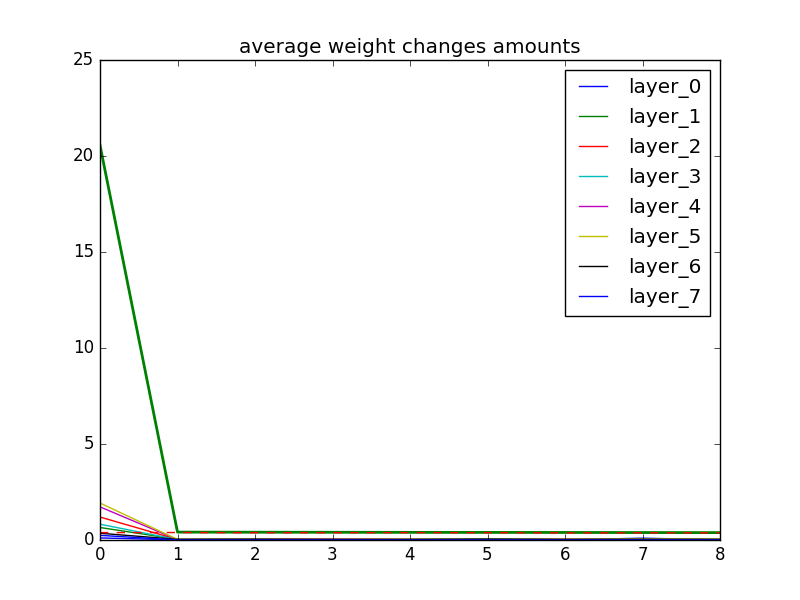 average weight changes amounts
25
20
15
10
5
0
0 1 2 3 4 5 6 7 8
layer_0
layer_1
layer_2
layer_3
layer_4
layer_5
layer_6
layer_7